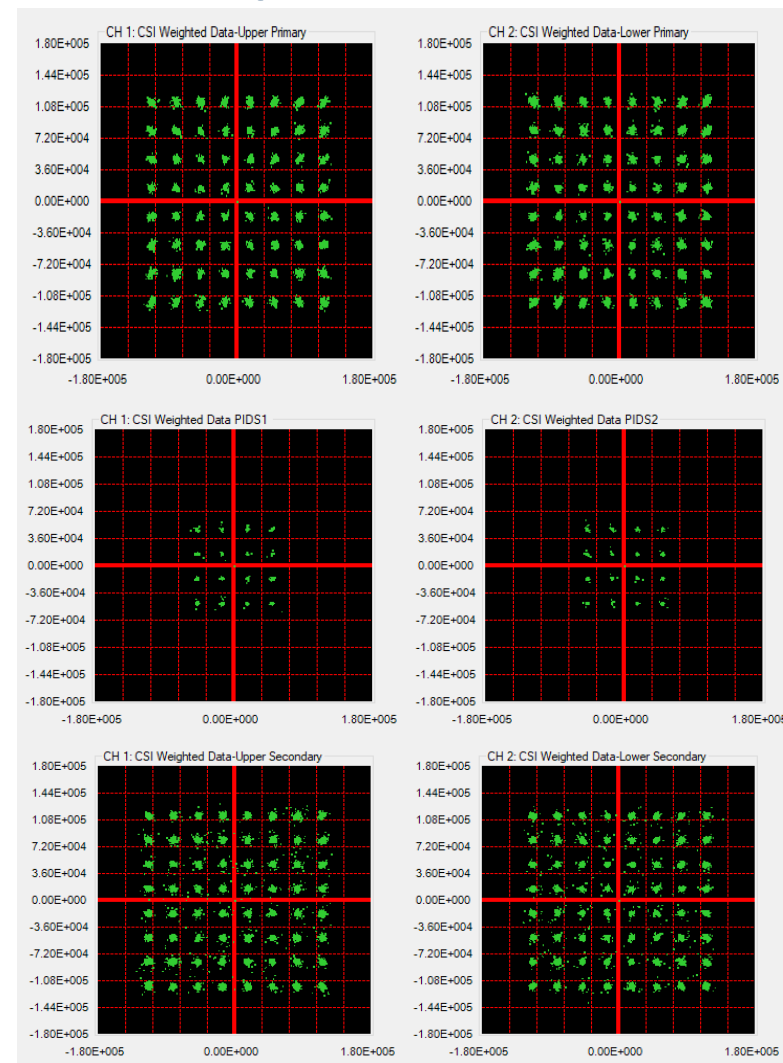 CH 1: CSI Weighted Data-Upper Primary
1.80E+005
1.44E+005
1.08E+005
7.20E+004
3.60E+004
0.00E+000
-3.60E+004
-7.20E+004
-1.08E+005
-1.44E+005
-1.80E+005
-1.80E+005 0.00E+000 1.80E+005
CH 2: CSI Weighted Data-Lower Primary
1.80E+005
1.44E+005
1.08E+005
7.20E+004
3.60E+004
0.00E+000
-3.60E+004
-7.20E+004
-1.08E+005
-1.44E+005
-1.80E+005
-1.80E+005 0.00E+000 1.80E+005
CH 1: CSI Weighted Data PIDS1
1.80E+005
1.44E+005
1.08E+005
7.20E+004
3.60E+004
0.00E+000
-3.60E+004
-7.20E+004
-1.08E+005
-1.44E+005
-1.80E+005
-1.80E+005 0.00E+000 1.80E+005
CH 2: CSI Weighted Data PIDS2
1.80E+005
1.44E+005
1.08E+005
7.20E+004
3.60E+004
0.00E+000
-3.60E+004
-7.20E+004
-1.08E+005
-1.44E+005
-1.80E+005
-1.80E+005 0.00E+000 1.80E+005
CH 1: CSI Weighted Data-Upper Secondary
1.80E+005
1.44E+005
1.08E+005
7.20E+004
3.60E+004
0.00E+000
-3.60E+004
-7.20E+004
-1.08E+005
-1.44E+005
-1.80E+005
-1.80E+005 0.00E+000 1.80E+005
CH 2: CSI Weighted Data-Lower Secondary
1.80E+005
1.44E+005
1.08E+005
7.20E+004
3.60E+004
0.00E+000
-3.60E+004
-7.20E+004
-1.08E+005
-1.44E+005
-1.80E+005
-1.80E+005 0.00E+000 1.80E+005